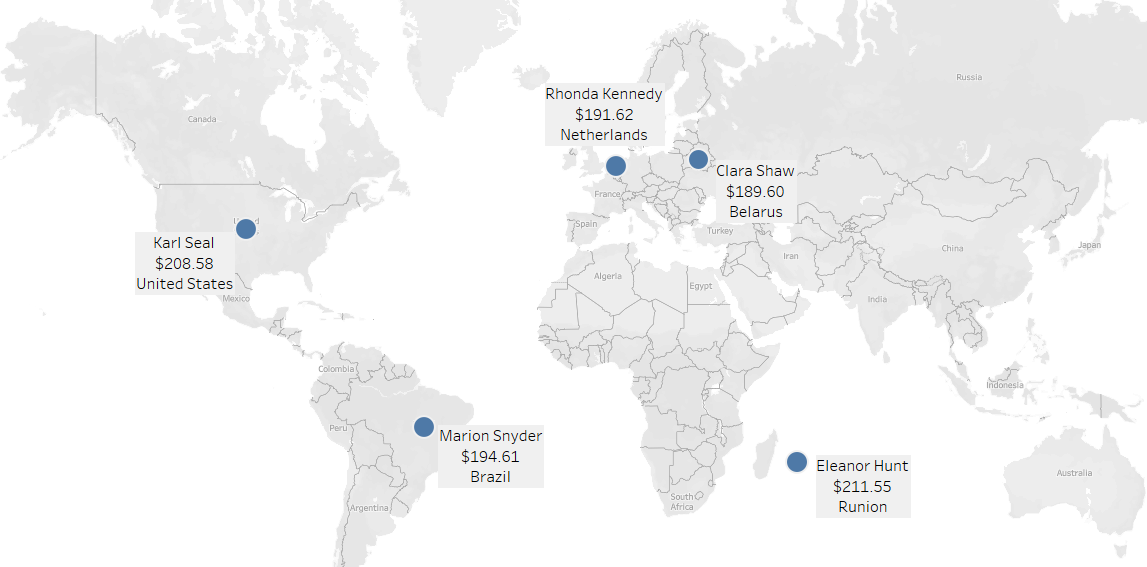 Russia
Rhonda Kennedy
$191.62
Netherlands
Canada
Clara Shaw
$189.60
Belarus
France
Spain
Turkey
Karl Seal
$208.58
United States
Mexico
China
Japan
Iran
Algeria
Egypt
India
Colombia
Indonesia
Peru
Marion Snyder
$194.61
Brazil
Eleanor Hunt
$211.55
Runion
Australia
South
Africa
Argentina